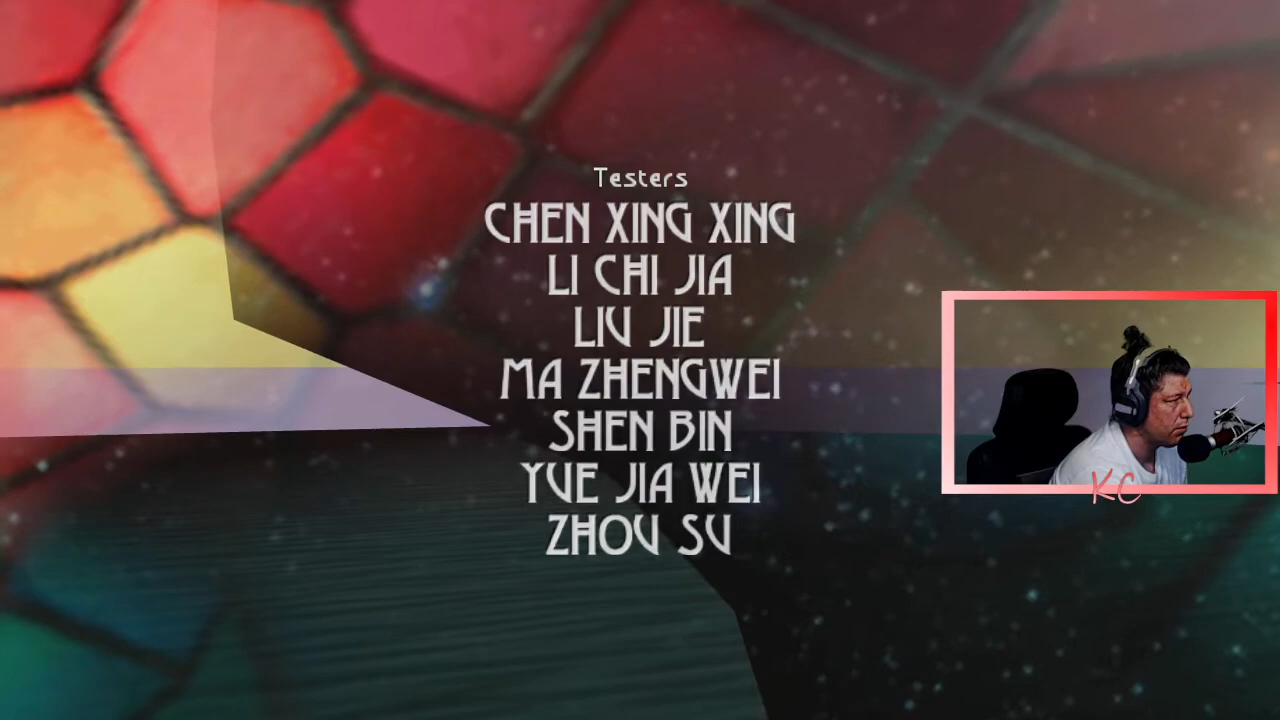 Testers
CHEN XING XING
LI CHI JIA
LIU JIE
MA ZHENGWEI
SHEN BIN
YUE JIA WEI
ZHOU SU
KC